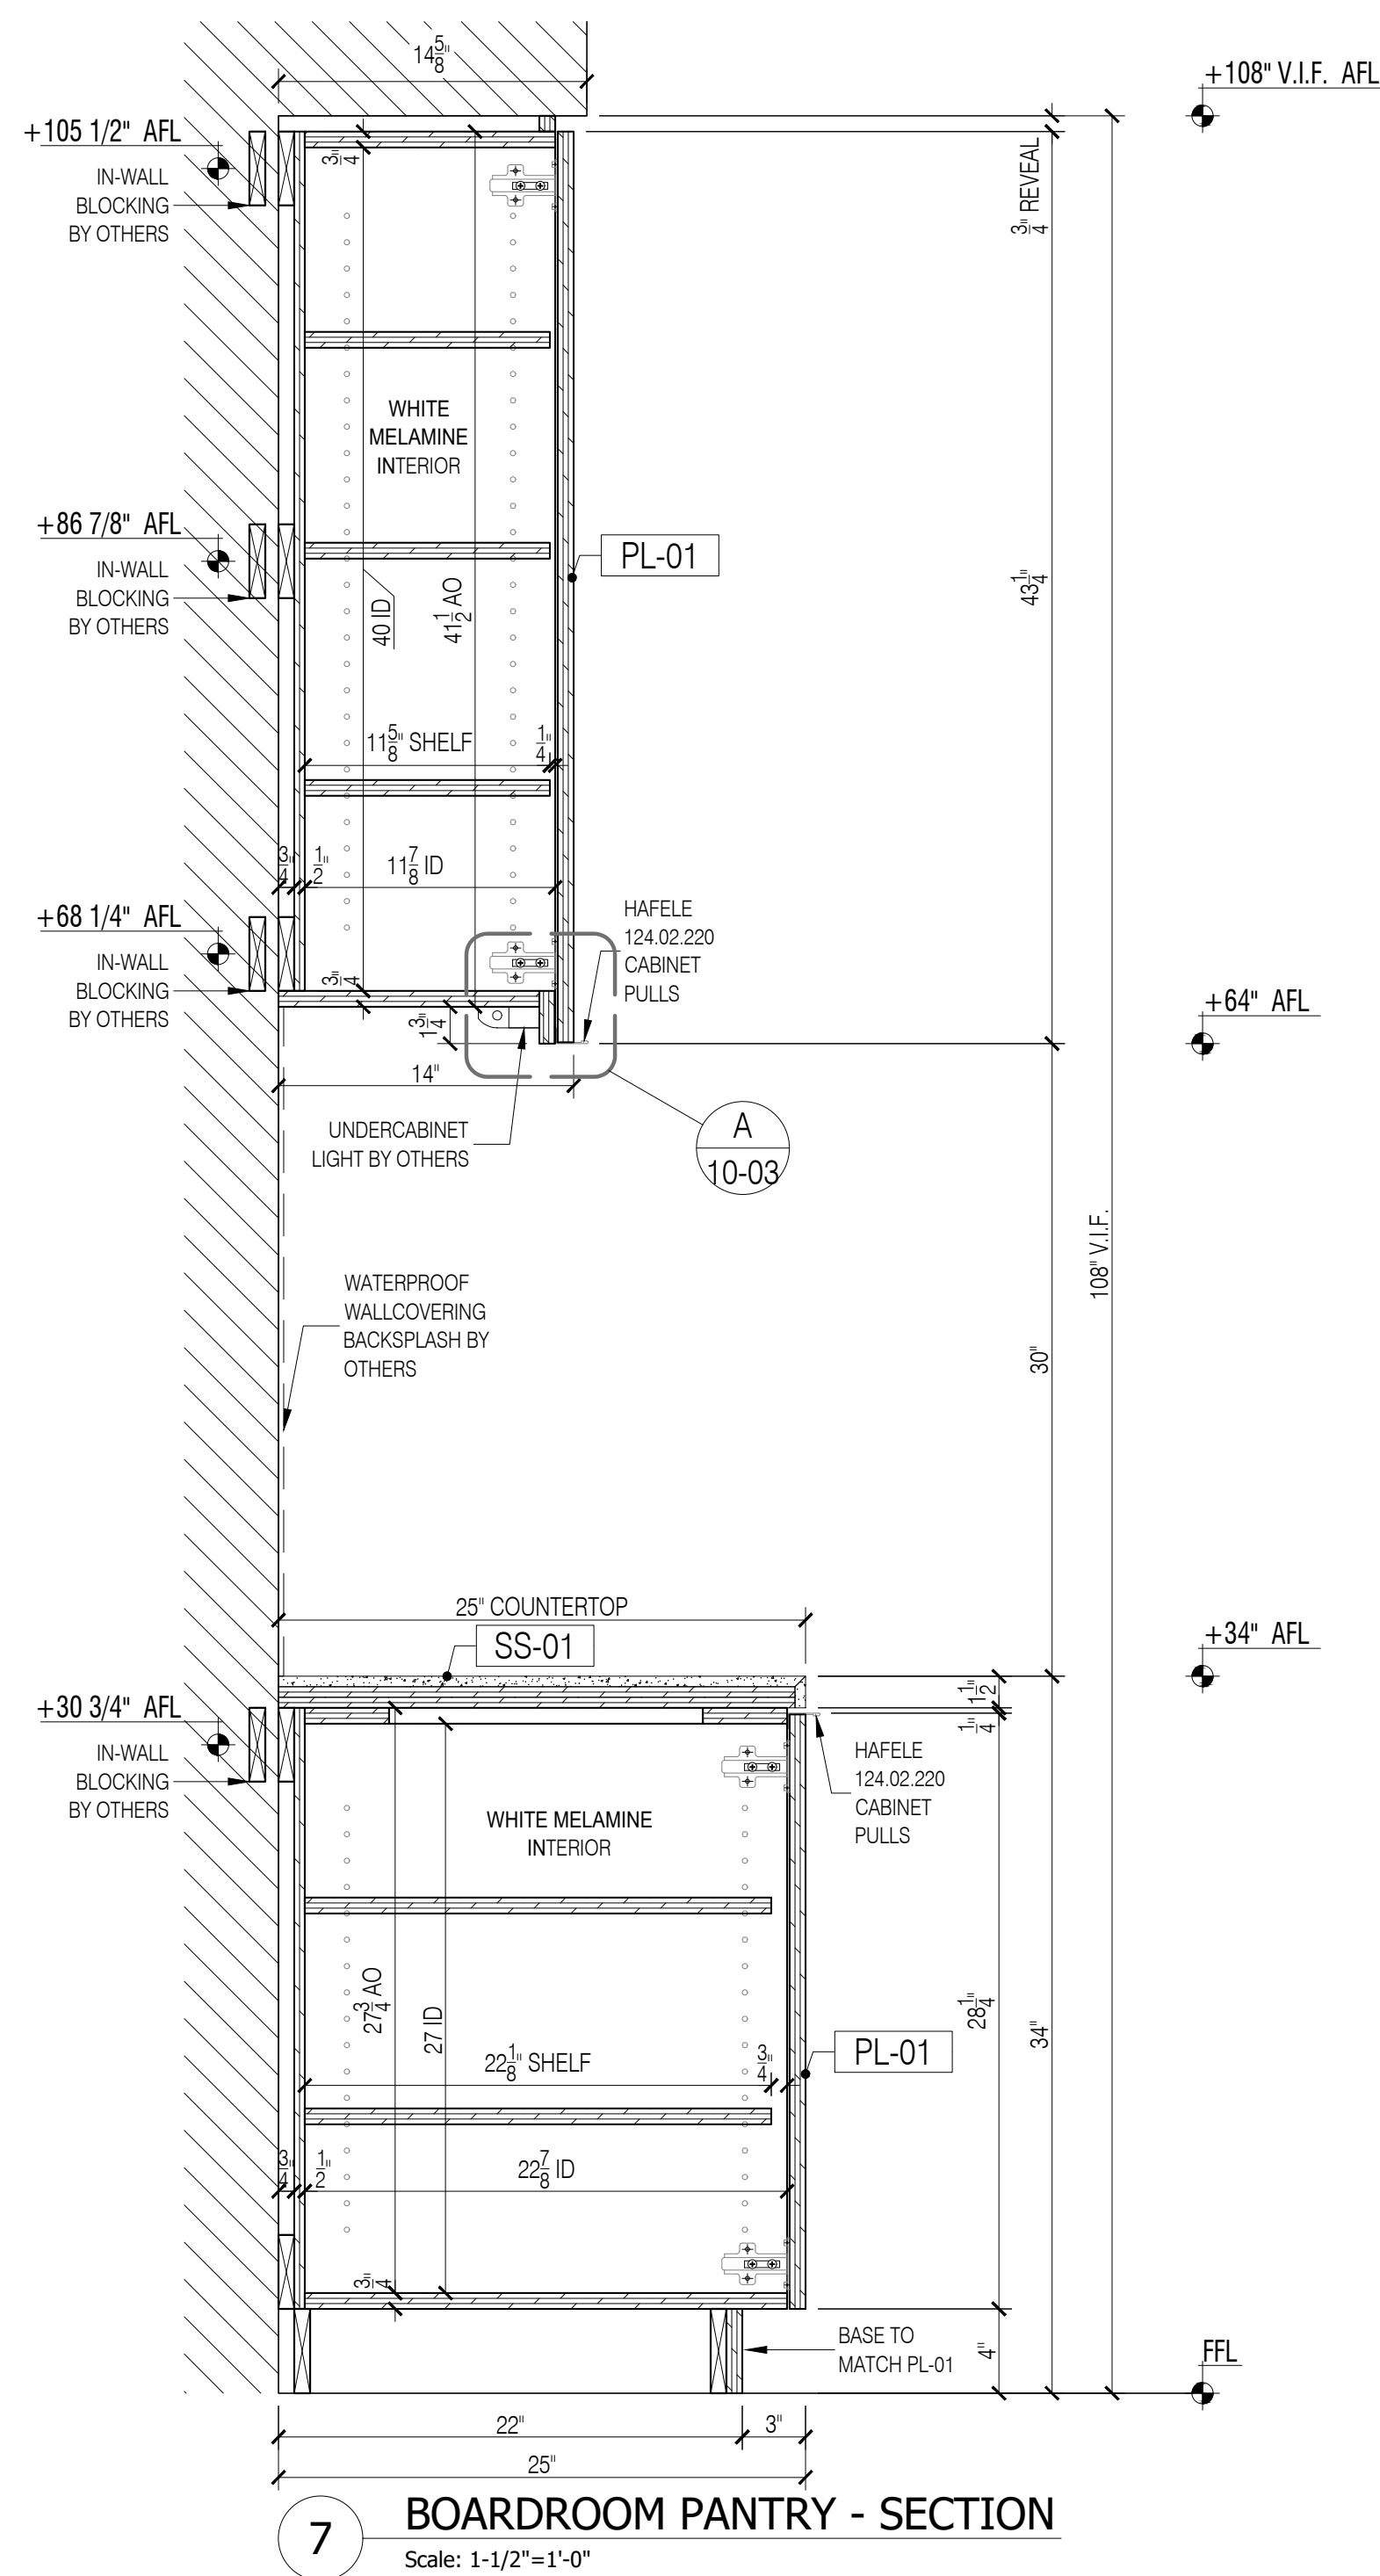 14 5/8"
+108" V.I.F. AFL
+105 1/2" AFL
IN-WALL
BLOCKING
BY OTHERS
3/4"
3/4" REVEAL
WHITE
MELAMINE
INTERIOR
+86 7/8" AFL
IN-WALL
BLOCKING
BY OTHERS
PL-01
40 ID
41 1/2 AO
43 1/4"
11 5/8" SHELF
1/4"
3/4"
1/2"
11 7/8 ID
+68 1/4" AFL
IN-WALL
BLOCKING
BY OTHERS
HAFELE
124.02.220
CABINET
PULLS
3/4"
1 3/4"
+64" AFL
14"
UNDERCABINET
LIGHT BY OTHERS
A
10-03
108" V.I.F.
WATERPROOF
WALLCOVERING
BACKSPLASH BY
OTHERS
30"
25" COUNTERTOP
SS-01
+34" AFL
1 1/2"
1/4"
+30 3/4" AFL
IN-WALL
BLOCKING
BY OTHERS
HAFELE
124.02.220
CABINET
PULLS
WHITE MELAMINE
INTERIOR
27 3/4 AO
27 ID
28 1/4"
34"
22 1/8" SHELF
3/4"
PL-01
3/4"
1/2"
22 7/8 ID
3/4"
BASE TO
MATCH PL-01
4"
FFL
22"
3"
25"
7
BOARDROOM PANTRY - SECTION
Scale: 1-1/2"=1'-0"